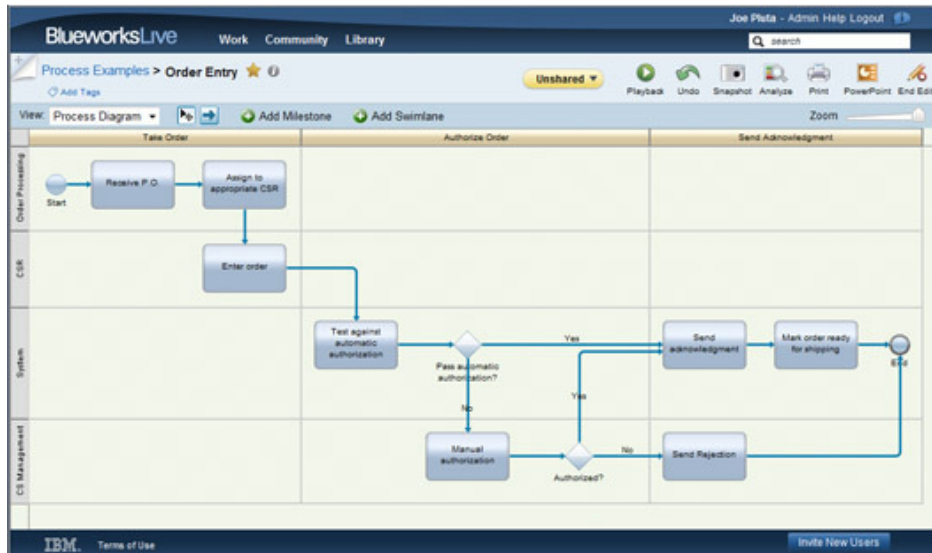 Joe Pluta - Admin Help Logout
BlueworksLive Work Community Library
search
Process Examples > Order Entry
Add Tags
Unshared
Playback Undo Snapshot Analyze Print PowerPoint End Edit
View: Process Diagram Add Milestone Add Swimlane Zoom
Take Order Authorize Order Send Acknowledgment
Order Processing
Start
Receive P.O.
Assign to
appropriate CSR
CSR
Enter order
System
Test against
automatic
authorization
Pass automatic
authorization?
Yes
No
Yes
Send
acknowledgment
Mark order ready
for shipping
End
CS Management
Manual
authorization
Authorized?
No
Send Rejection
IBM. Terms of Use
Invite New Users